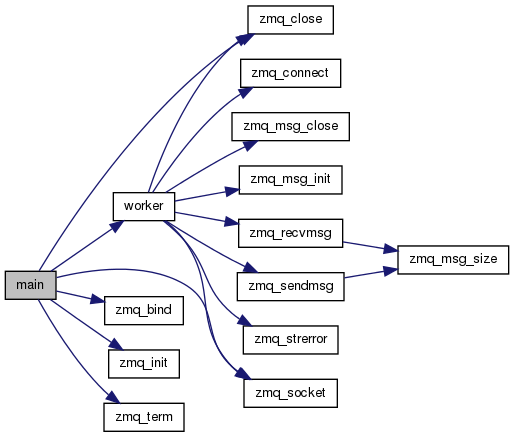 zmq_close
zmq_connect
zmq_msg_close
zmq_msg_init
worker
zmq_recvmsg
zmq_msg_size
main
zmq_sendmsg
zmq_bind
zmq_strerror
zmq_init
zmq_socket
zmq_term